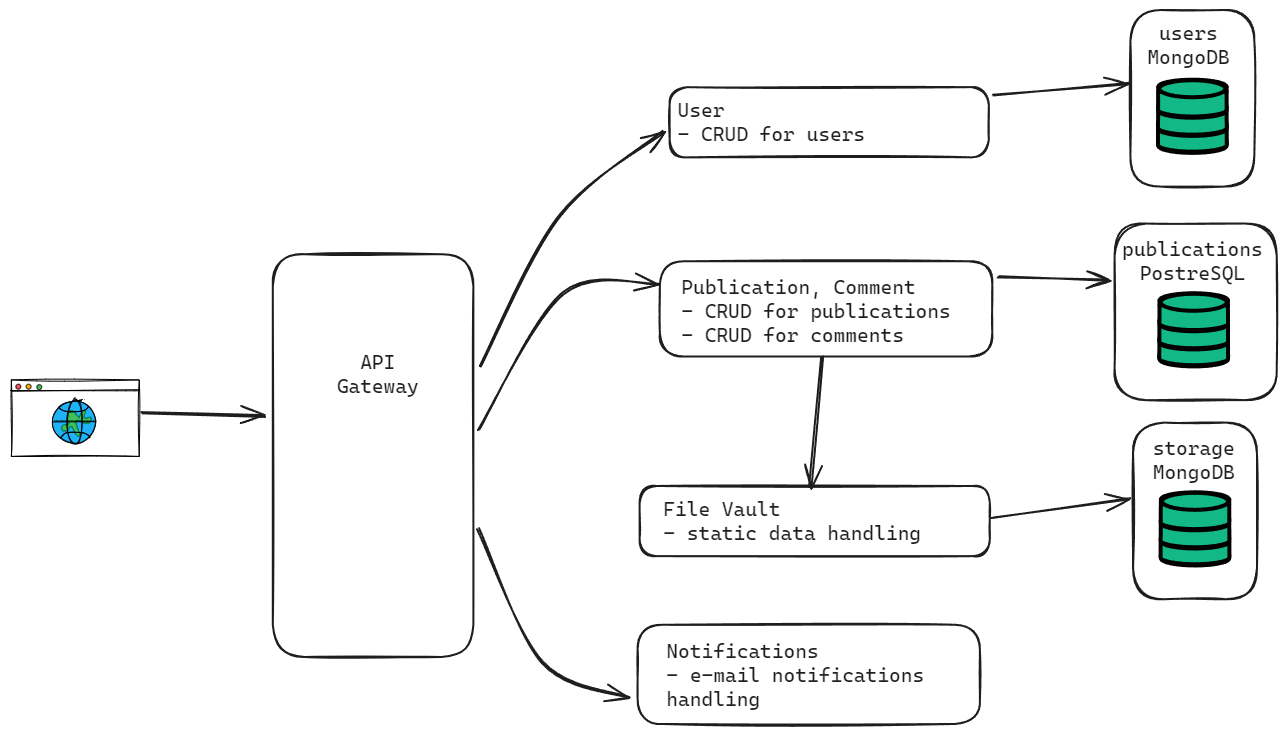 API
Gateway
User
- CRUD for users
users
MongoDB
Publication, Comment
- CRUD for publications
- CRUD for comments
publications
PostreSQL
File Vault
- static data handling
storage
MongoDB
Notifications
- e-mail notifications
handling